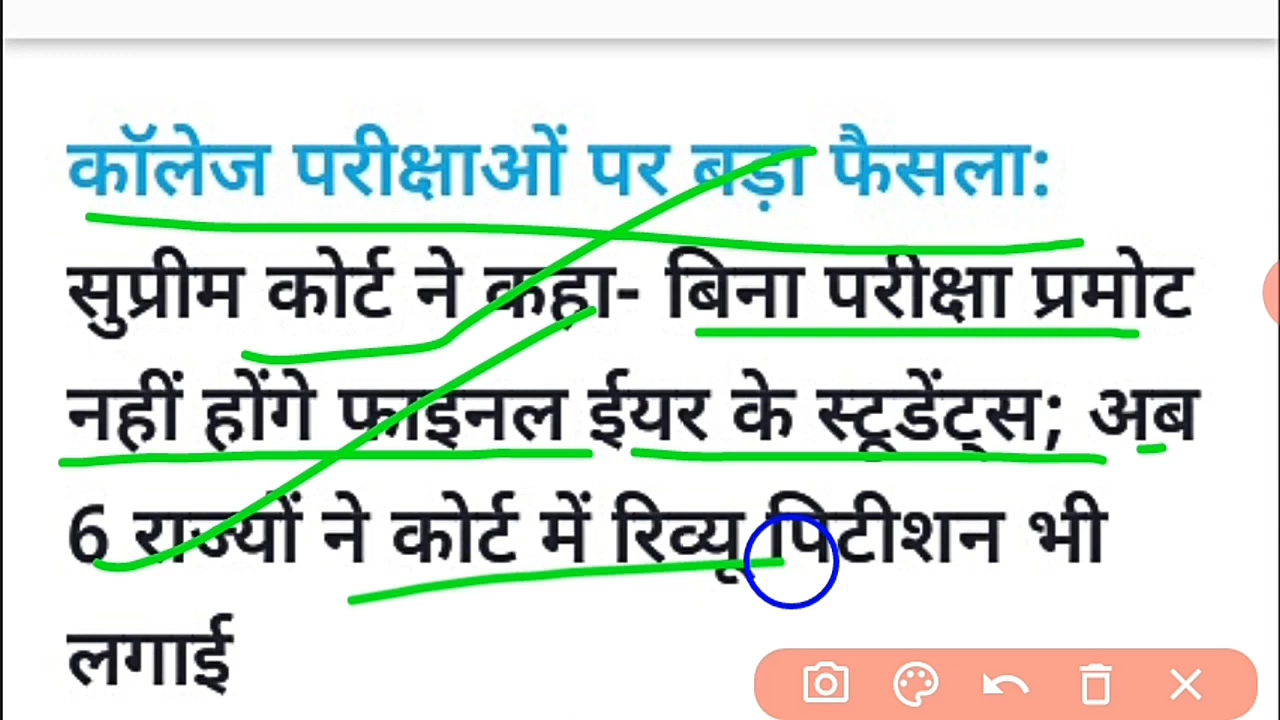 कॉलेज परीक्षाओं पर बड़ा फैसला:
सुप्रीम कोर्ट ने कहा- बिना परीक्षा प्रमोट
नहीं होंगे फाइनल ईयर के स्टूडेंट्स; अब
6 राज्यों ने कोर्ट में रिव्यू पिटीशन भी
लगाई